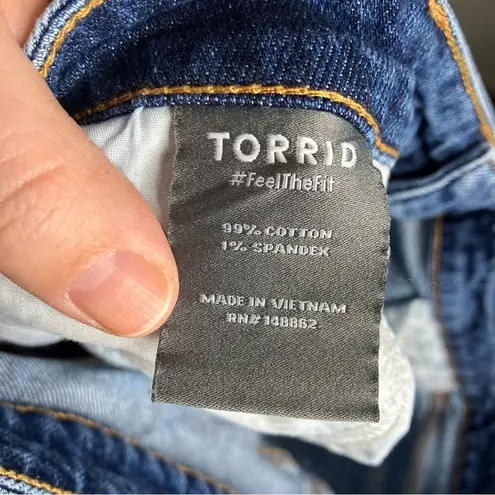 TORRID
#FeelTheFit
99% COTTON
1% SPANDEX
MADE IN VIETNAM
RN# 148862